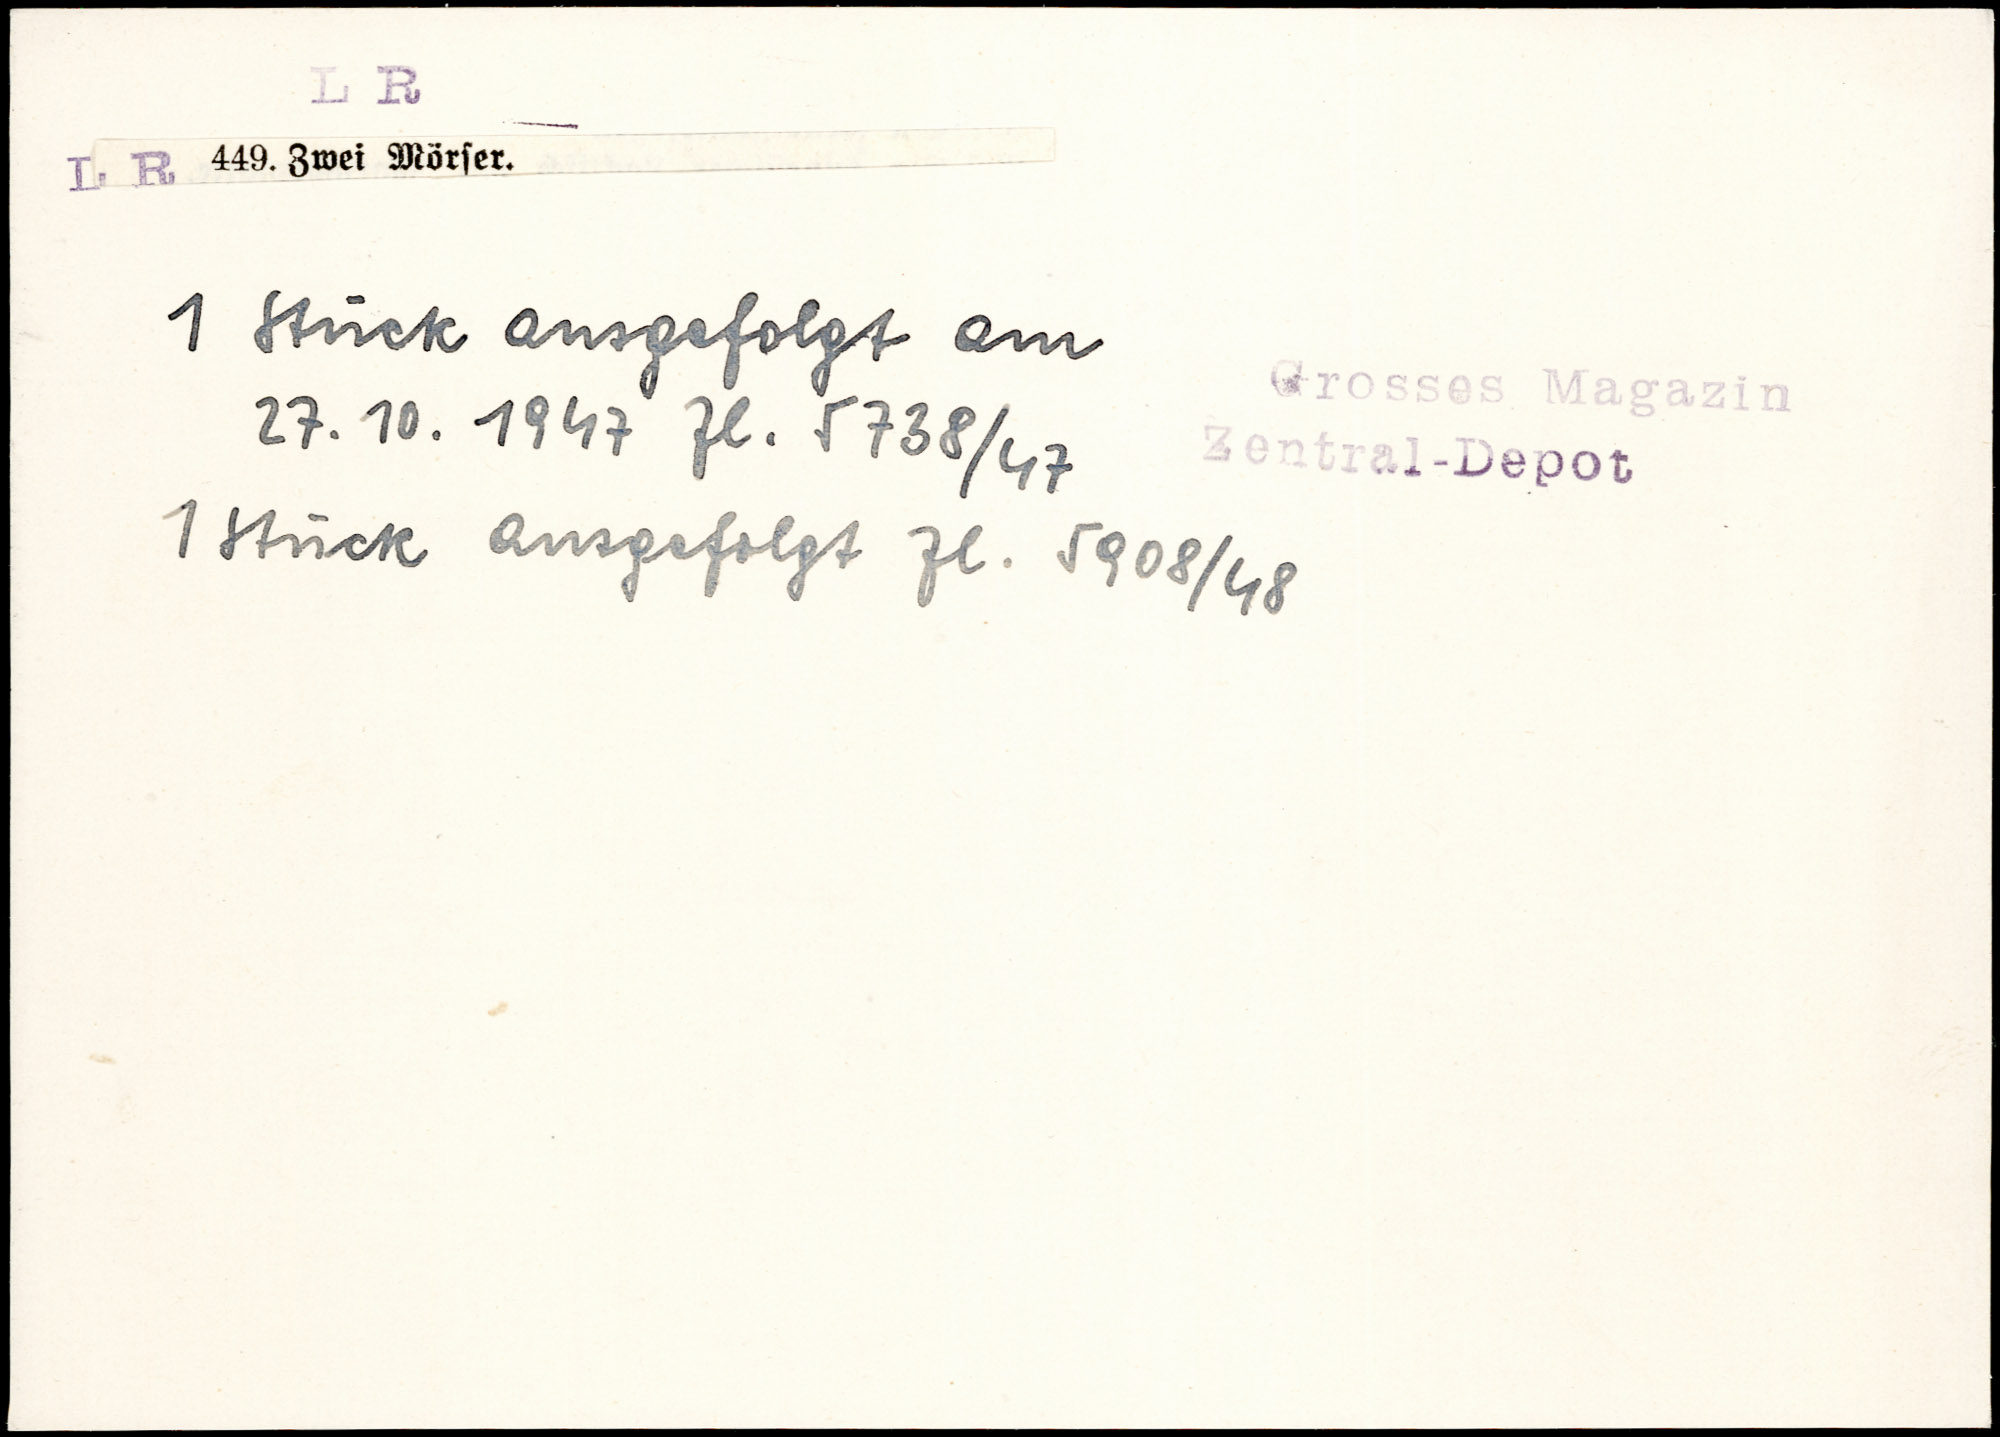 L R
L R 449. Zwei Mörſer.
1 Stück ausgefolgt am
27. 10. 1947 Zl. 5738/47
Grosses Magazin
Zentral-Depot
1 Stück ausgefolgt Zl. 5908/48